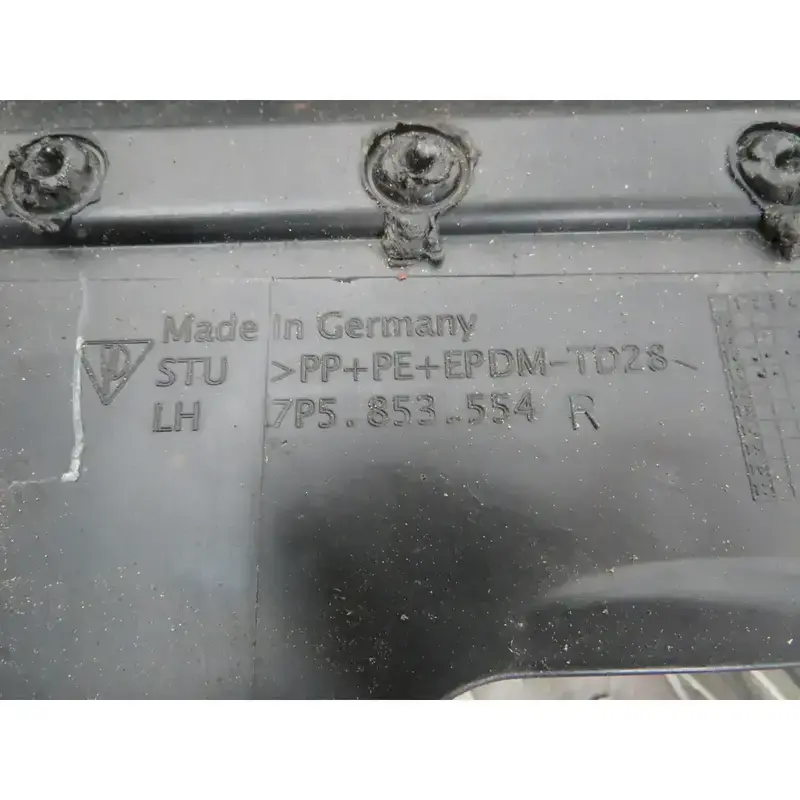 Made in Germany
STU >PP+PE+EPDM-TD28
LH 7P5.853.554 R